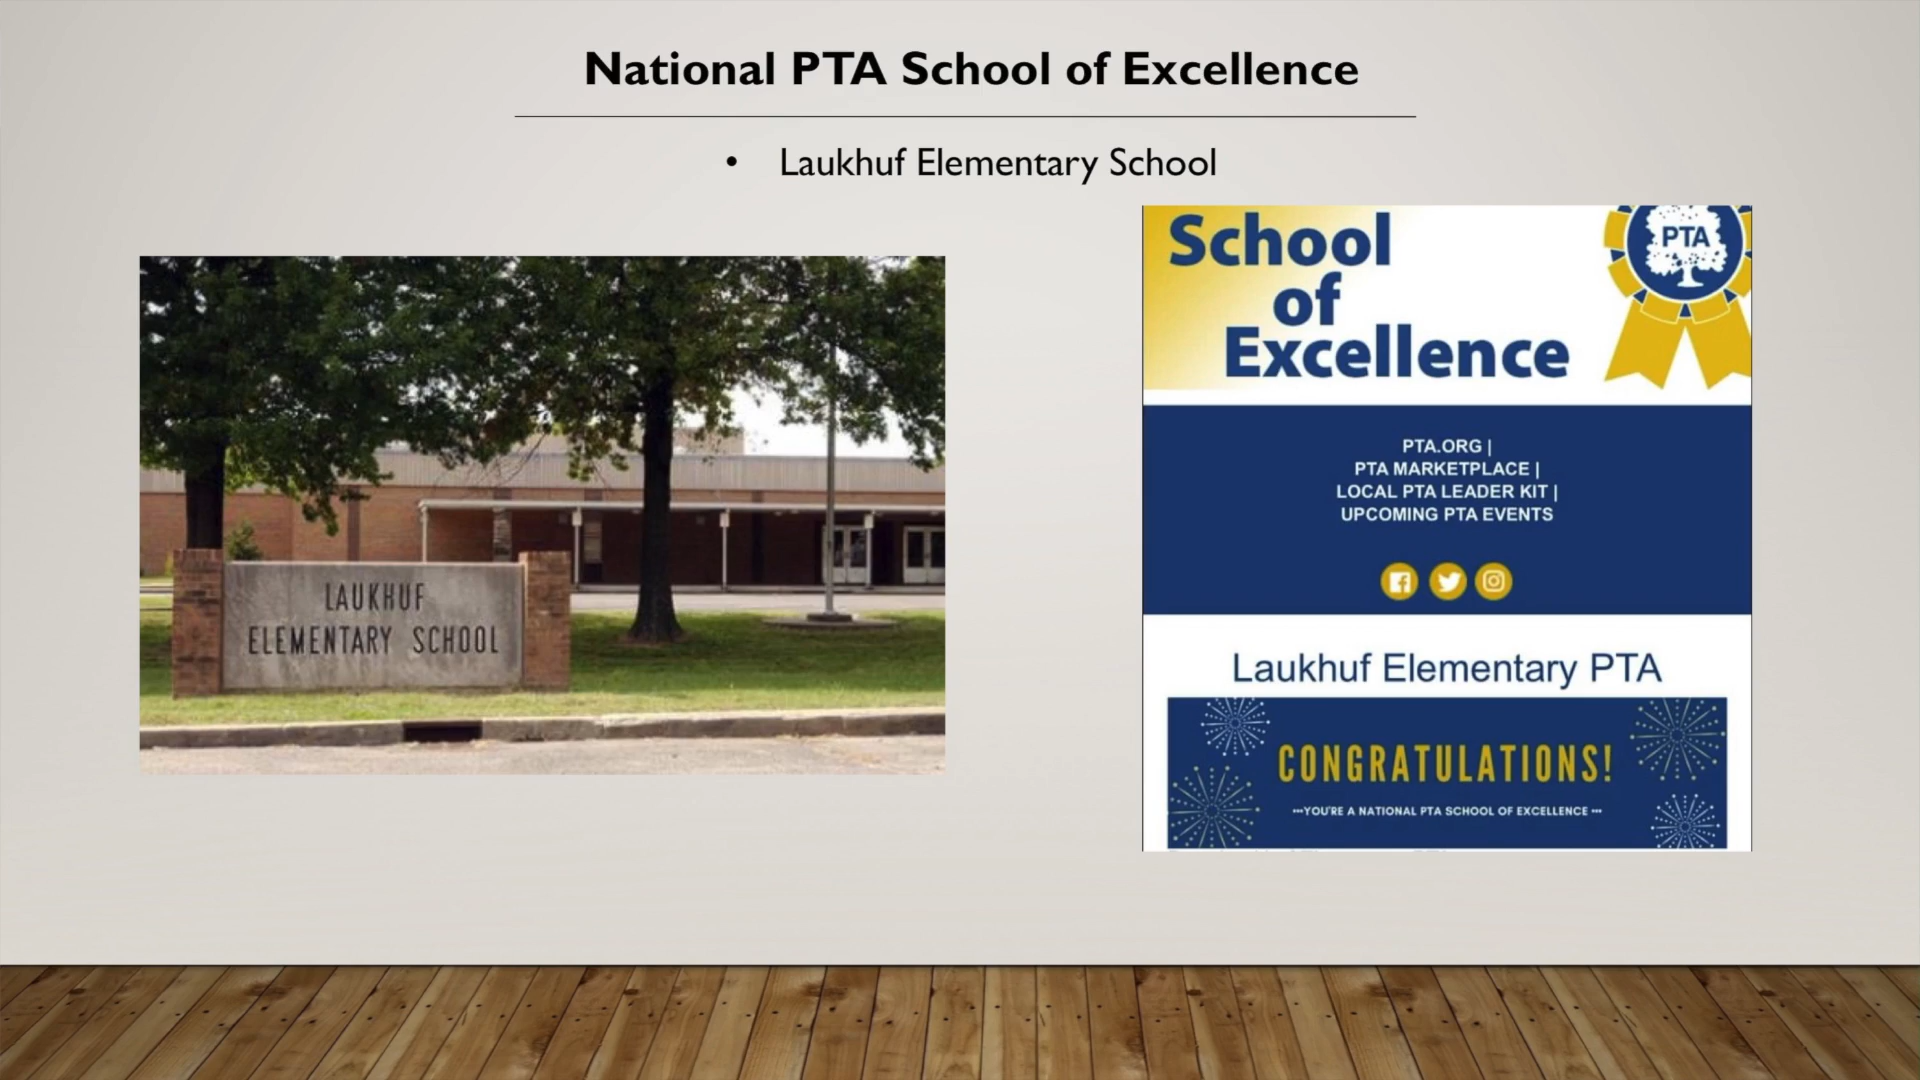 National PTA School of Excellence
• Laukhuf Elementary School
LAUKHUF
ELEMENTARY SCHOOL
School
of
Excellence
PTA
PTA.ORG |
PTA MARKETPLACE |
LOCAL PTA LEADER KIT |
UPCOMING PTA EVENTS
Laukhuf Elementary PTA
CONGRATULATIONS!
•••YOU'RE A NATIONAL PTA SCHOOL OF EXCELLENCE •••